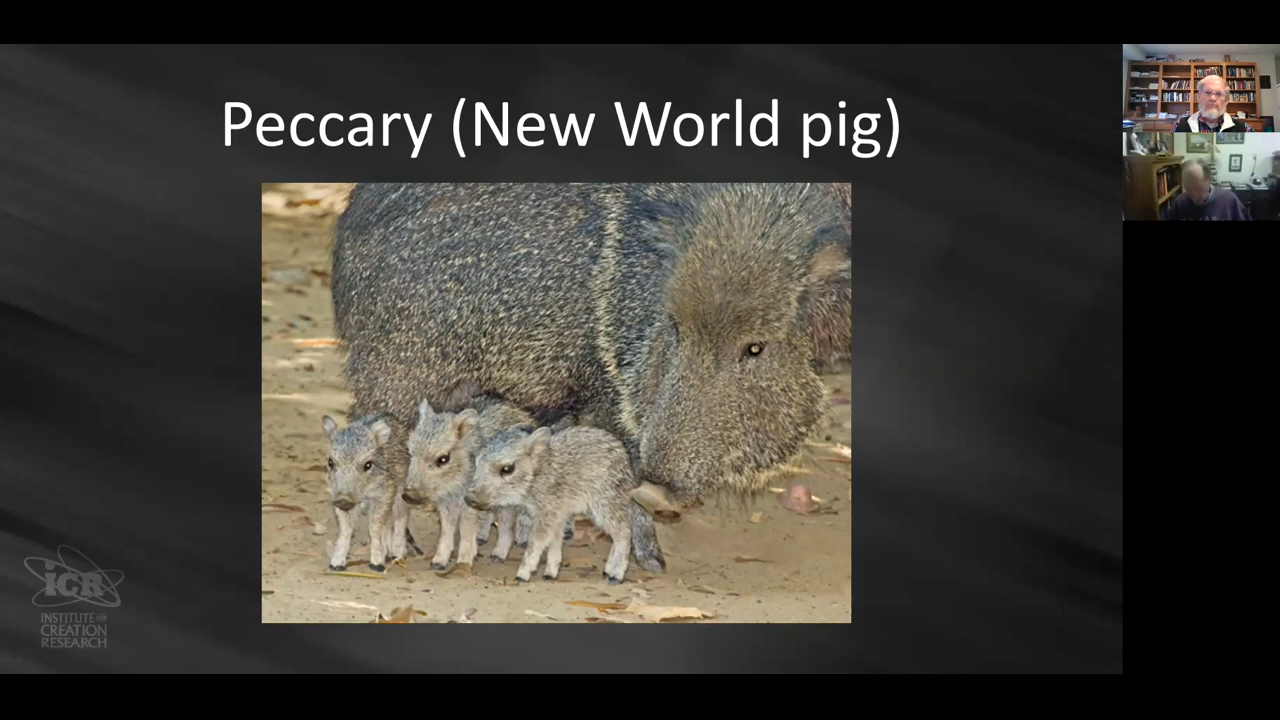 Peccary (New World pig)
iCR
INSTITUTE FOR
CREATION
RESEARCH